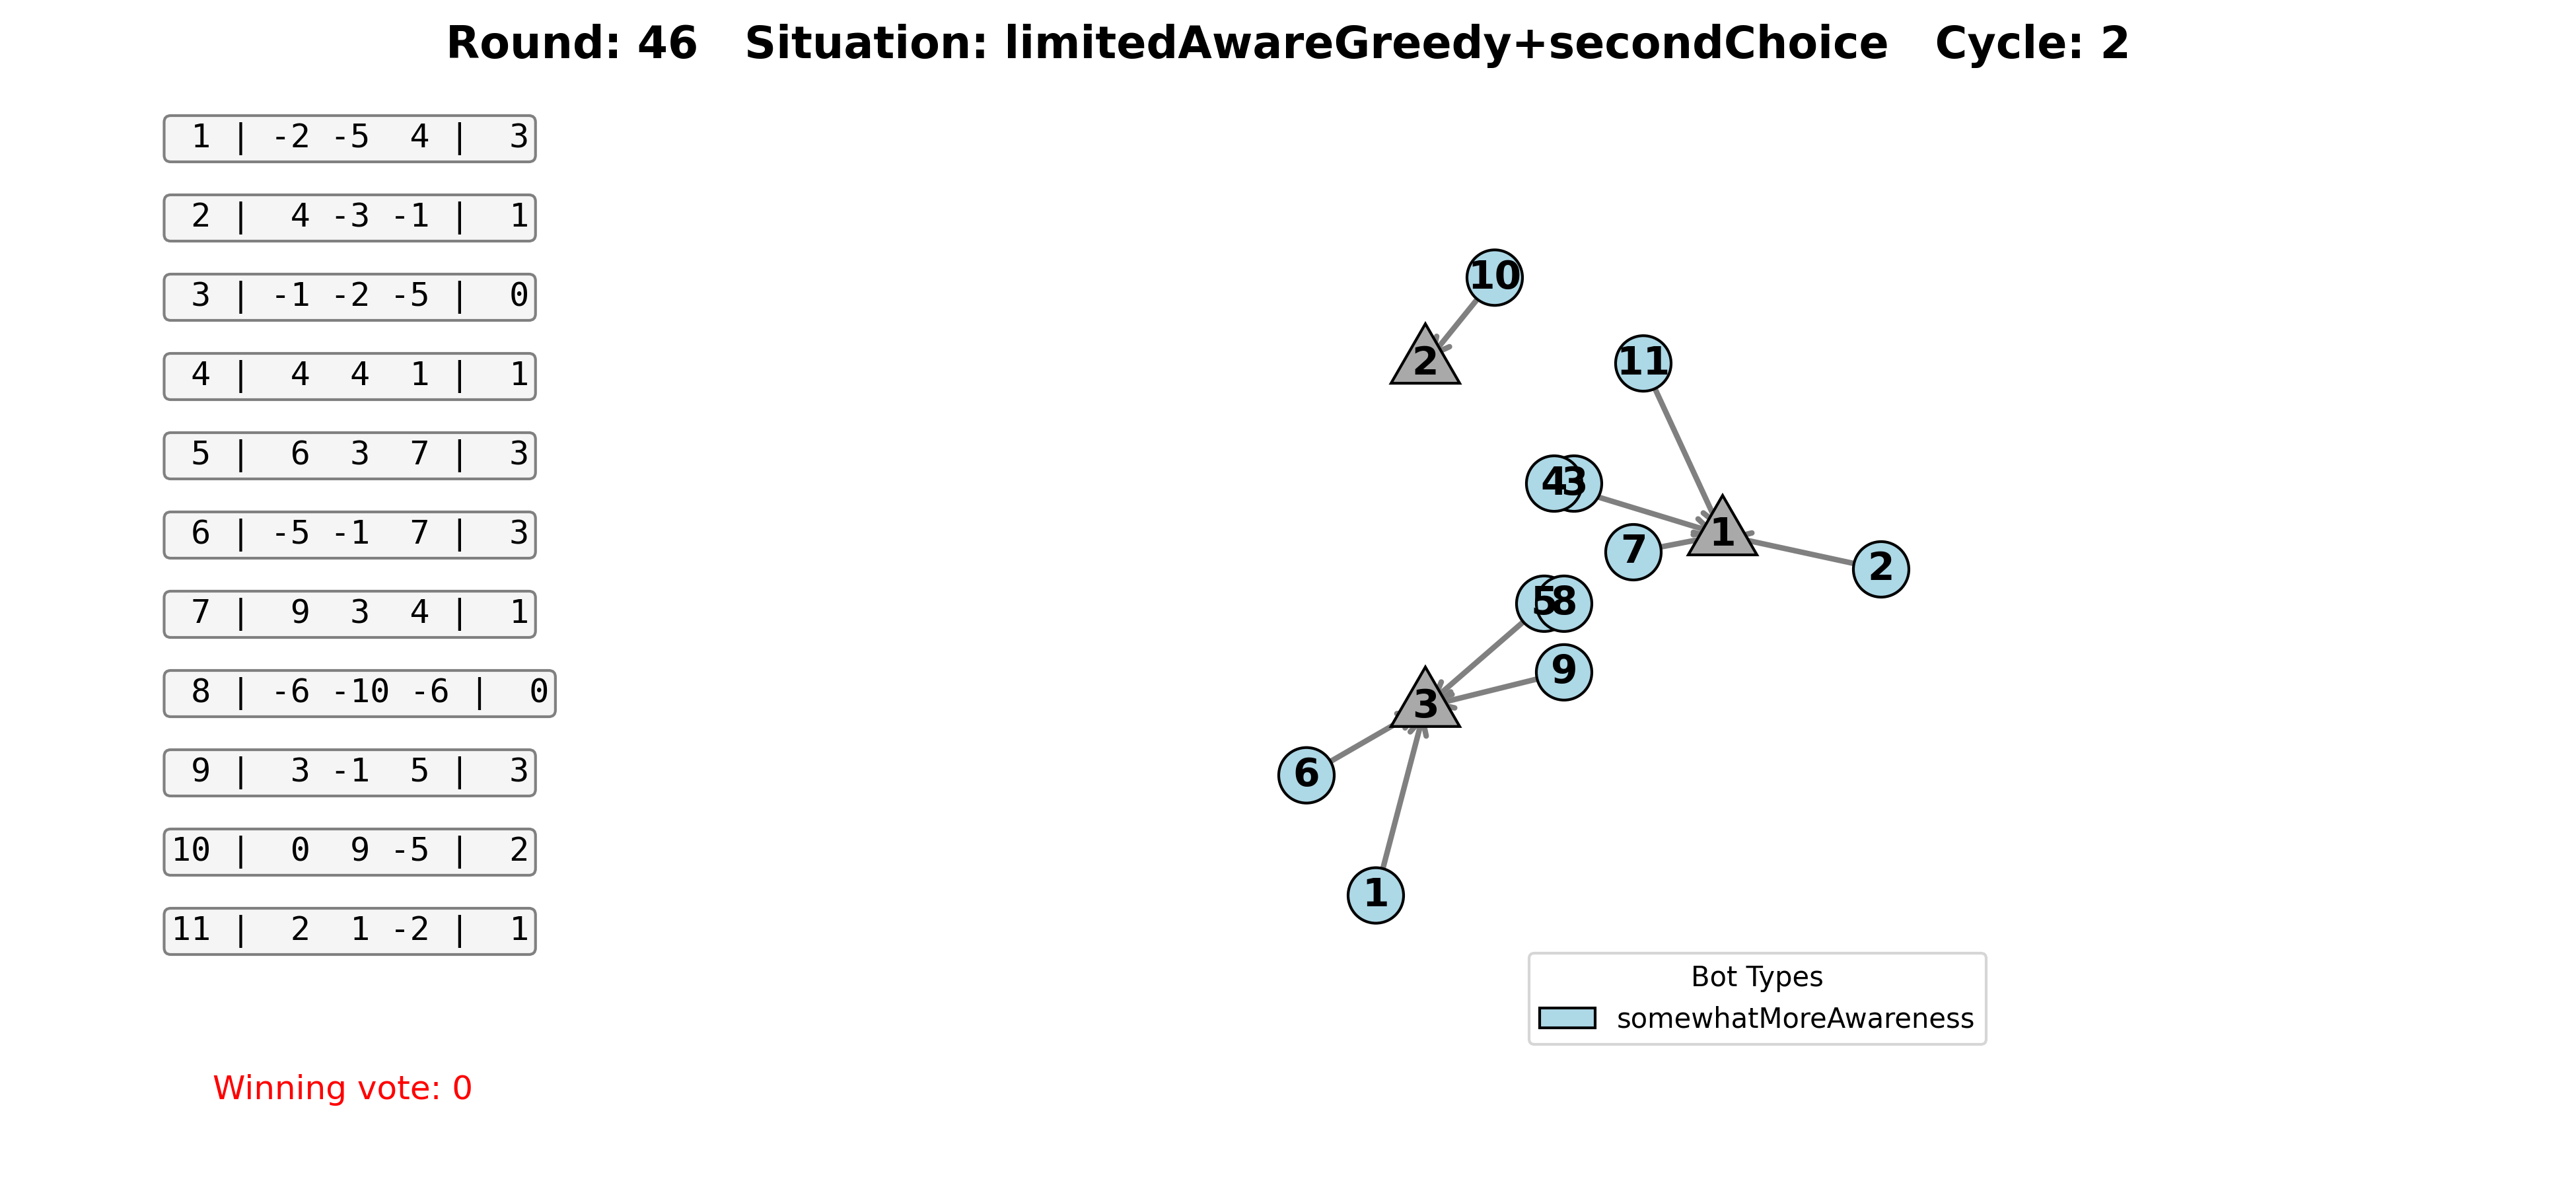 Round: 46   Situation: limitedAwareGreedy+secondChoice   Cycle: 2
1 | -2 -5  4 |  3
2 |  4 -3 -1 |  1
3 | -1 -2 -5 |  0
4 |  4  4  1 |  1
5 |  6  3  7 |  3
6 | -5 -1  7 |  3
7 |  9  3  4 |  1
8 | -6 -10 -6 |  0
9 |  3 -1  5 |  3
10 |  0  9 -5 |  2
11 |  2  1 -2 |  1
Winning vote: 0
10
2
11
4
3
1
7
2
5
8
9
3
6
1
Bot Types
somewhatMoreAwareness